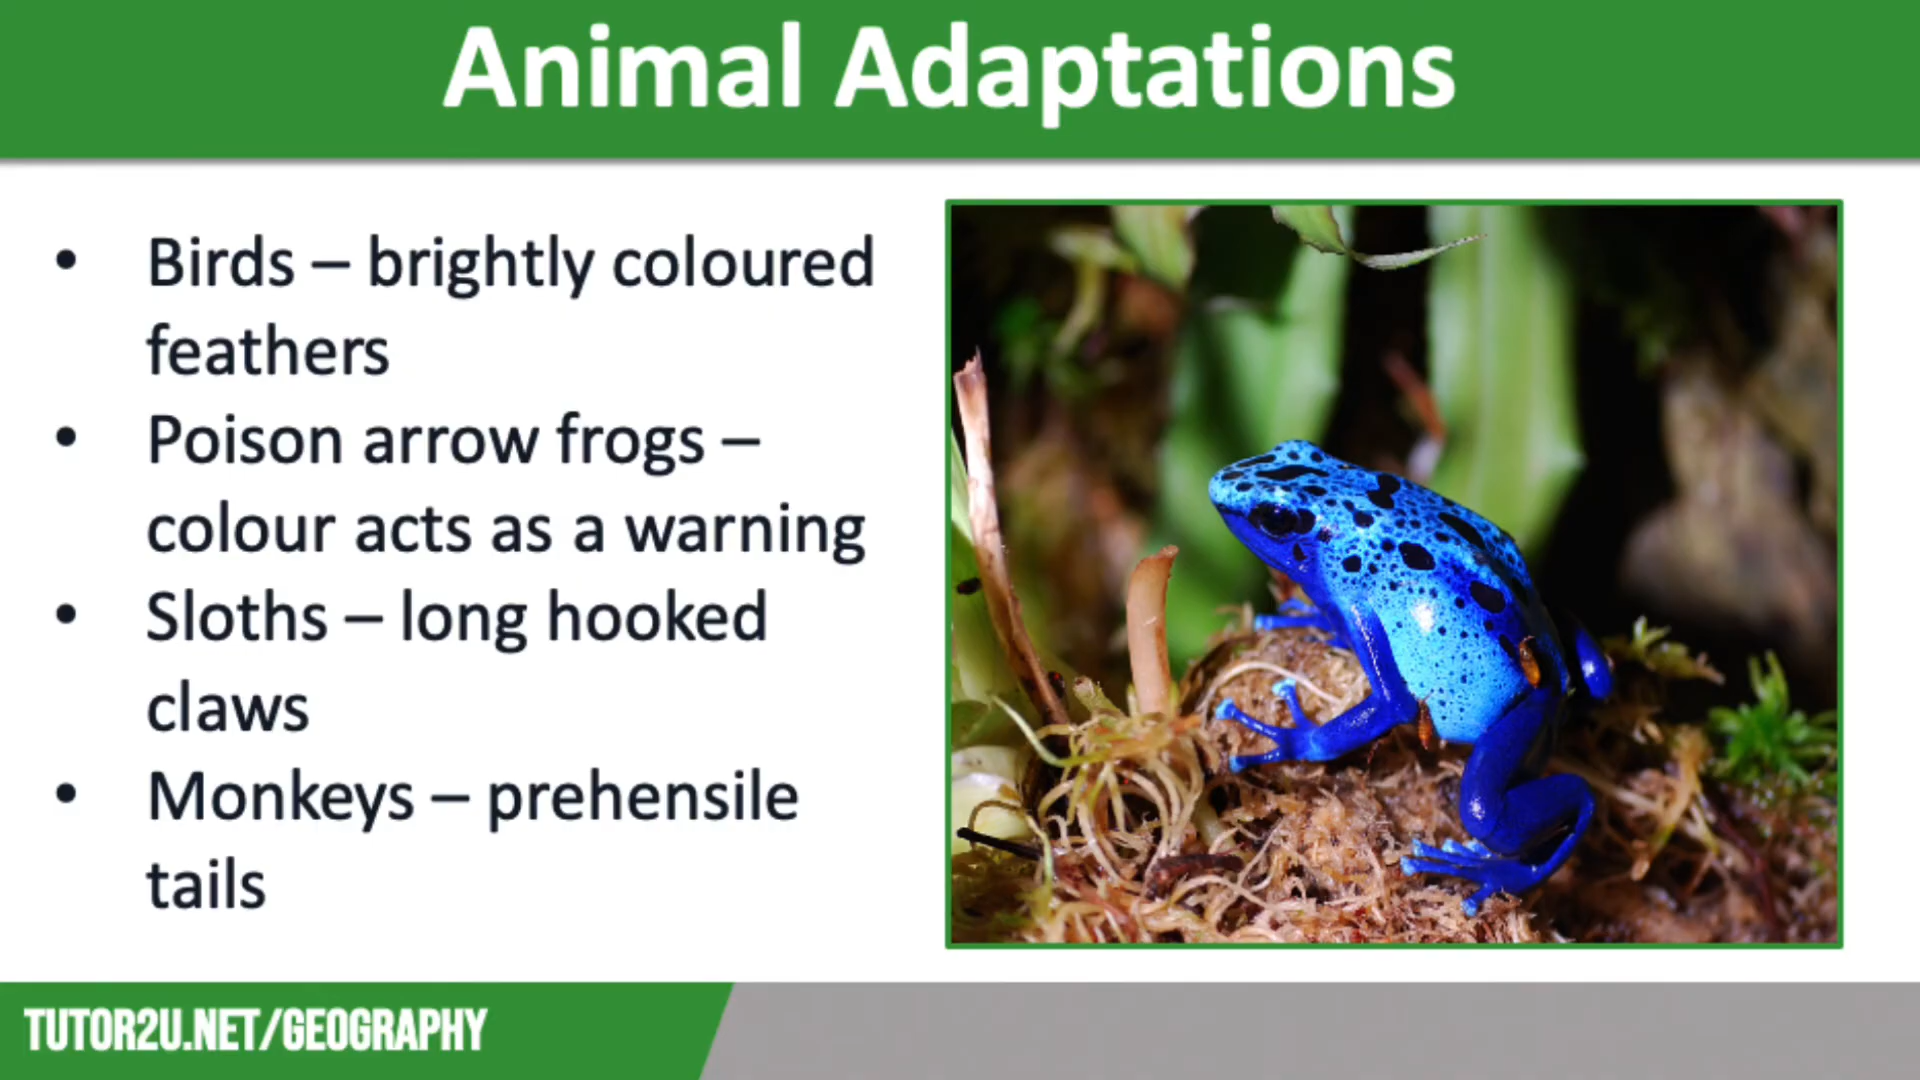 Animal Adaptations
• Birds – brightly coloured
feathers
• Poison arrow frogs –
colour acts as a warning
• Sloths – long hooked
claws
• Monkeys – prehensile
tails
TUTOR2U.NET/GEOGRAPHY